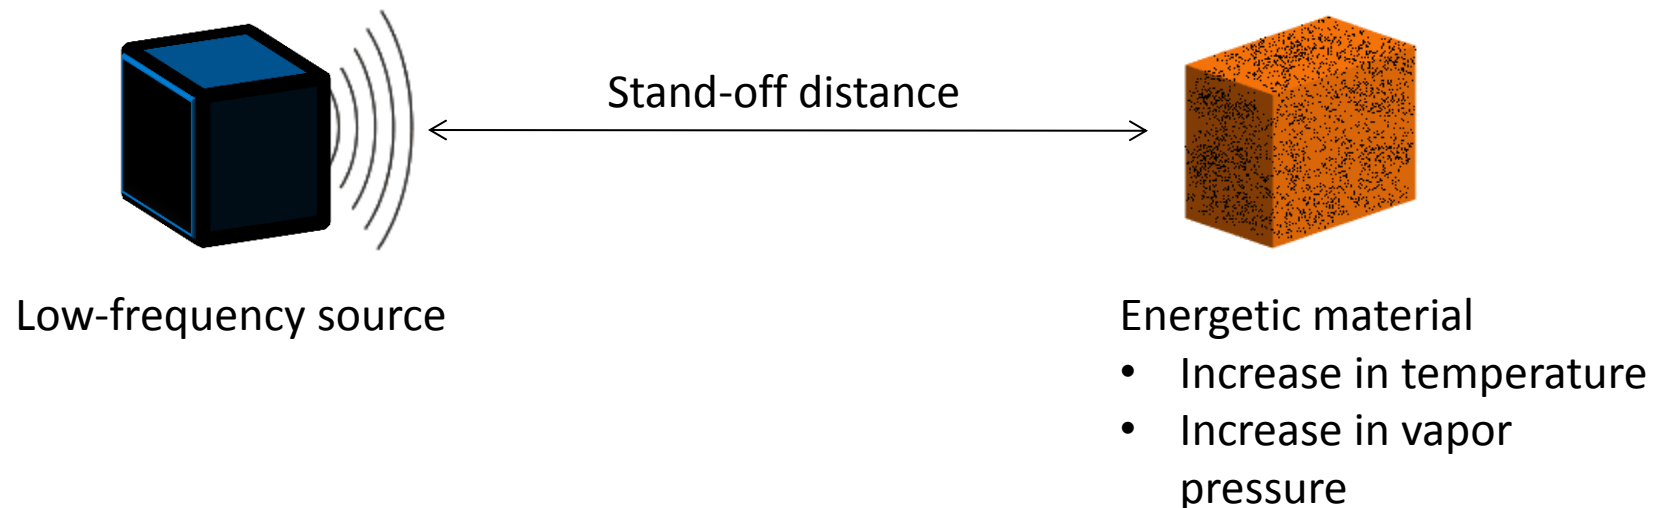 Stand-off distance
Low-frequency source
Energetic material
• Increase in temperature
• Increase in vapor
pressure